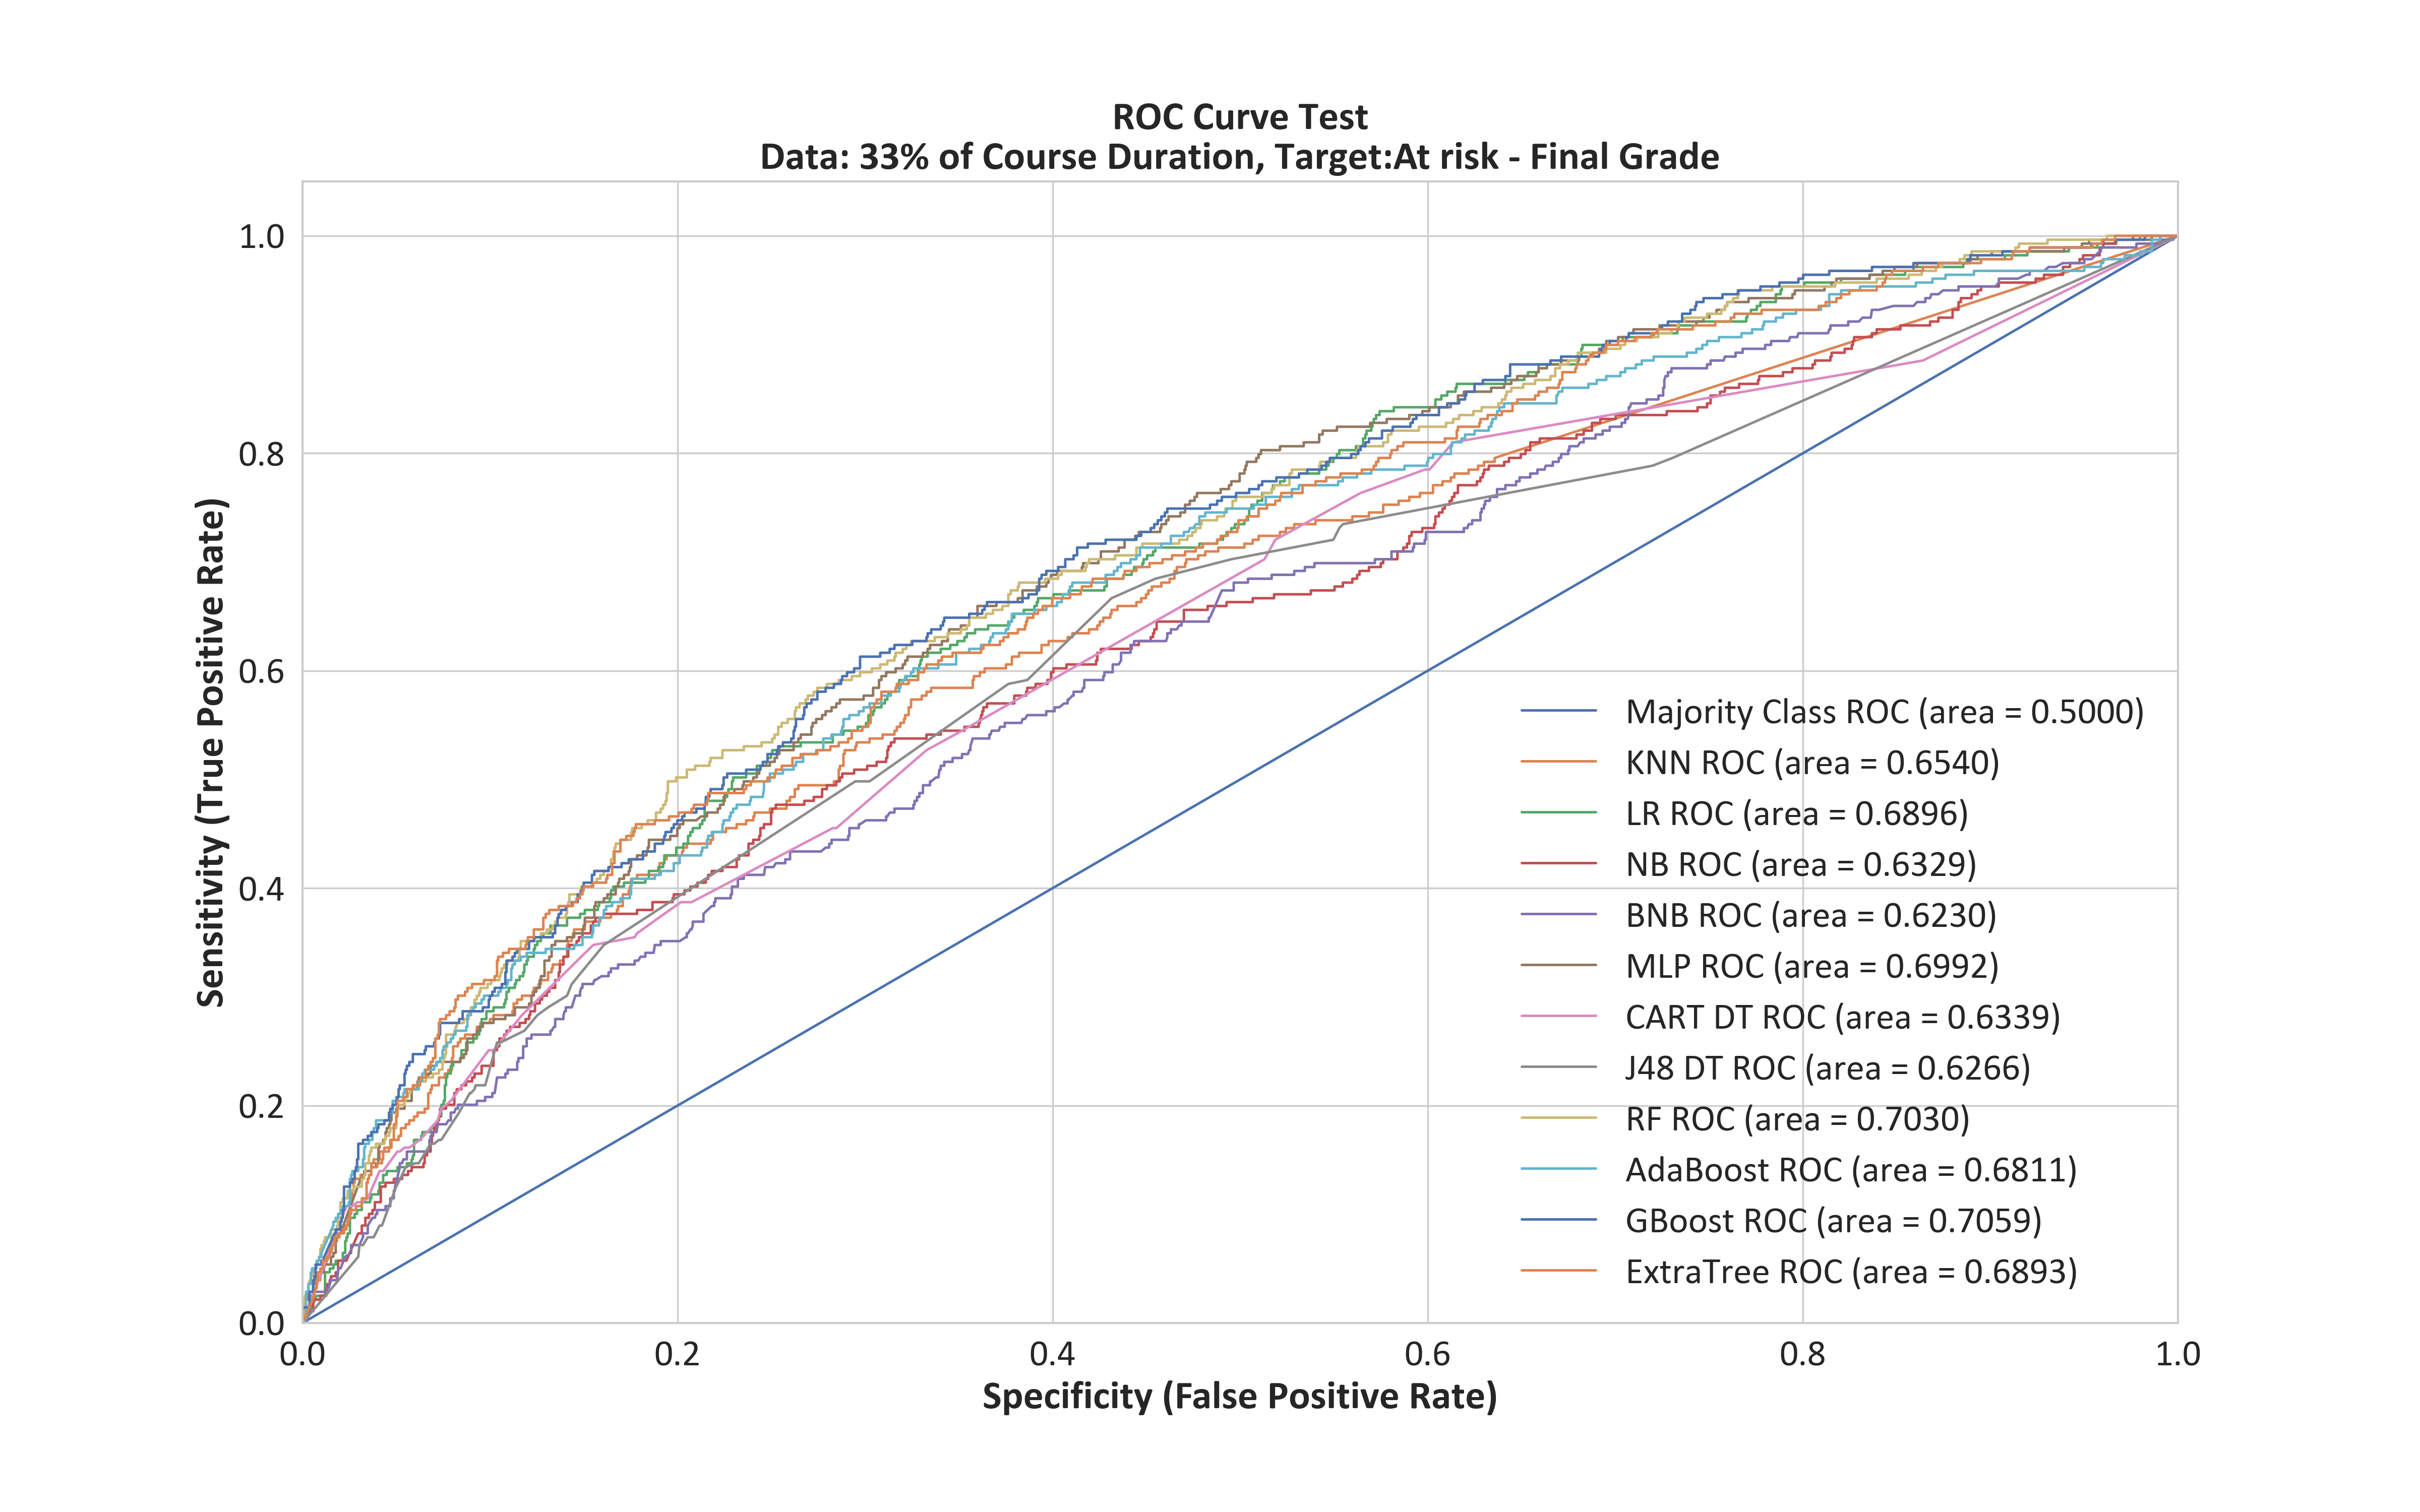 ROC Curve Test
Data: 33% of Course Duration, Target:At risk - Final Grade
Sensitivity (True Positive Rate)
1.0
0.8
0.6
0.4
0.2
0.0
Majority Class ROC (area = 0.5000)
KNN ROC (area = 0.6540)
LR ROC (area = 0.6896)
NB ROC (area = 0.6329)
BNB ROC (area = 0.6230)
MLP ROC (area = 0.6992)
CART DT ROC (area = 0.6339)
J48 DT ROC (area = 0.6266)
RF ROC (area = 0.7030)
AdaBoost ROC (area = 0.6811)
GBoost ROC (area = 0.7059)
ExtraTree ROC (area = 0.6893)
0.0 0.2 0.4 0.6 0.8 1.0
Specificity (False Positive Rate)